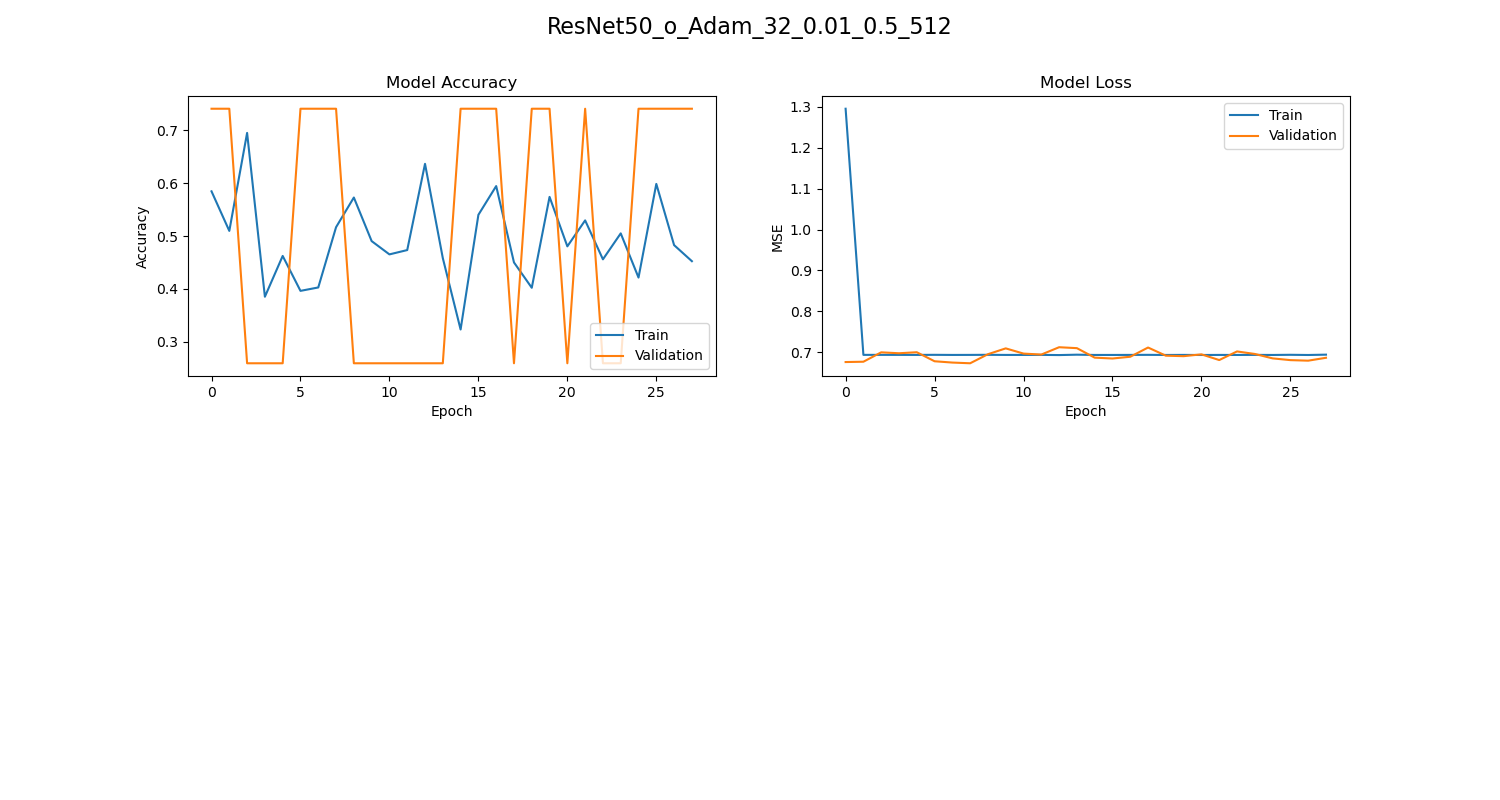 ResNet50_o_Adam_32_0.01_0.5_512
Model Accuracy
Accuracy
0.7
0.6
0.5
0.4
0.3
Train
Validation
0 5 10 15 20 25
Epoch
Model Loss
MSE
1.3
1.2
1.1
1.0
0.9
0.8
0.7
Train
Validation
0 5 10 15 20 25
Epoch